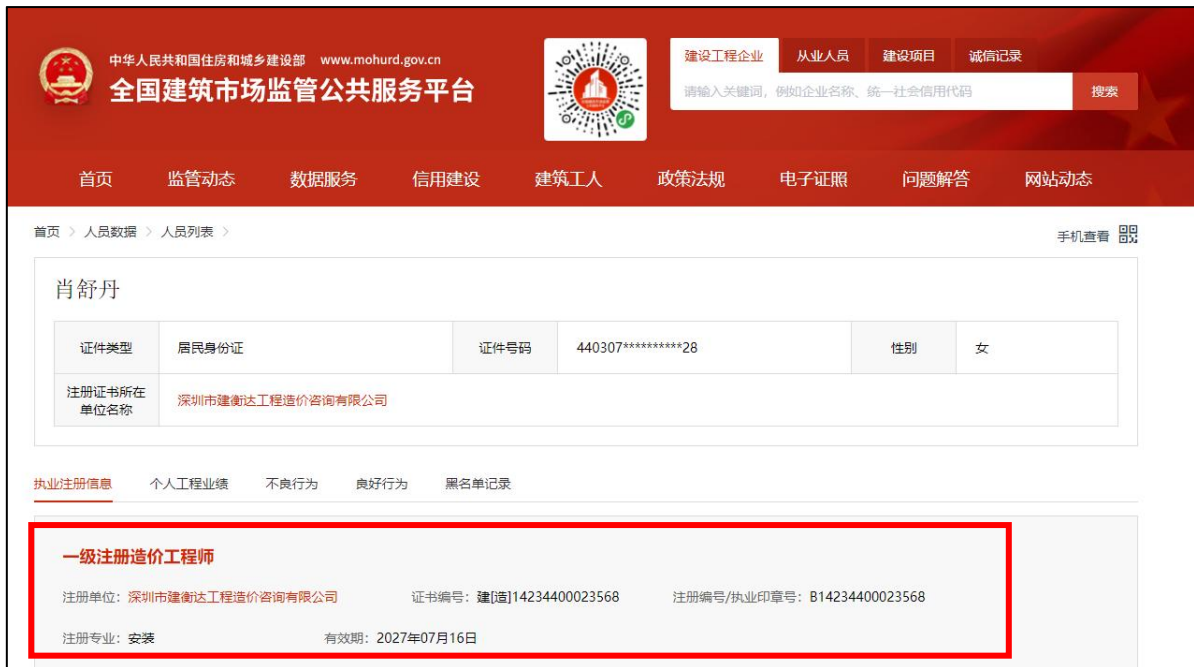 中华人民共和国住房和城乡建设部 www.mohurd.gov.cn
全国建筑市场监管公共服务平台
建设工程企业 从业人员 建设项目 诚信记录
请输入关键词，例如企业名称、统一社会信用代码 搜索
首页 监管动态 数据服务 信用建设 建筑工人 政策法规 电子证照 问题解答 网站动态
首页 > 人员数据 > 人员列表 >
手机查看
肖舒丹
证件类型 居民身份证 证件号码 440307**********28 性别 女
注册证书所在
单位名称
深圳市建衡达工程造价咨询有限公司
执业注册信息 个人工程业绩 不良行为 良好行为 黑名单记录
一级注册造价工程师
注册单位：深圳市建衡达工程造价咨询有限公司 证书编号：建[造]14234400023568 注册编号/执业印章号：B14234400023568
注册专业：安装 有效期：2027年07月16日